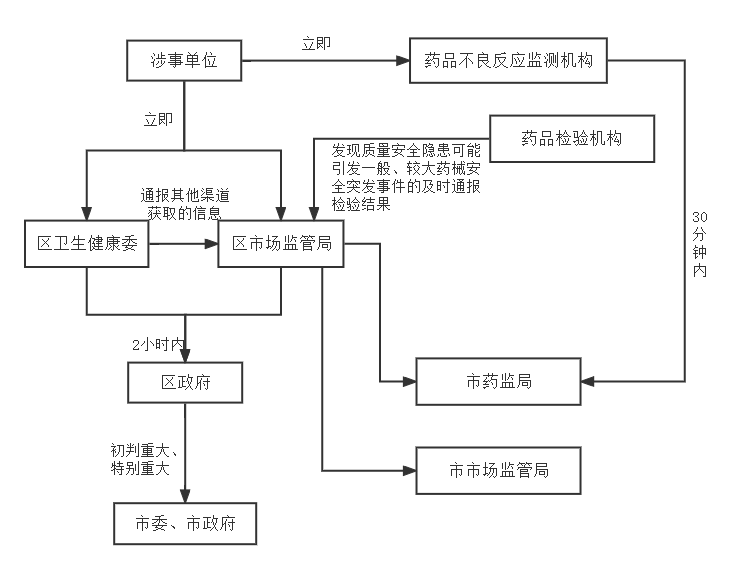 立即
涉事单位
药品不良反应监测机构
立即
药品检验机构
发现质量安全隐患可能
引发一般、较大药械安
全突发事件的及时通报
检验结果
通报其他渠道
获取的信息
30
分
钟
内
区卫生健康委
区市场监管局
2小时内
区政府
市药监局
初判重大、
特别重大
市市场监管局
市委、市政府